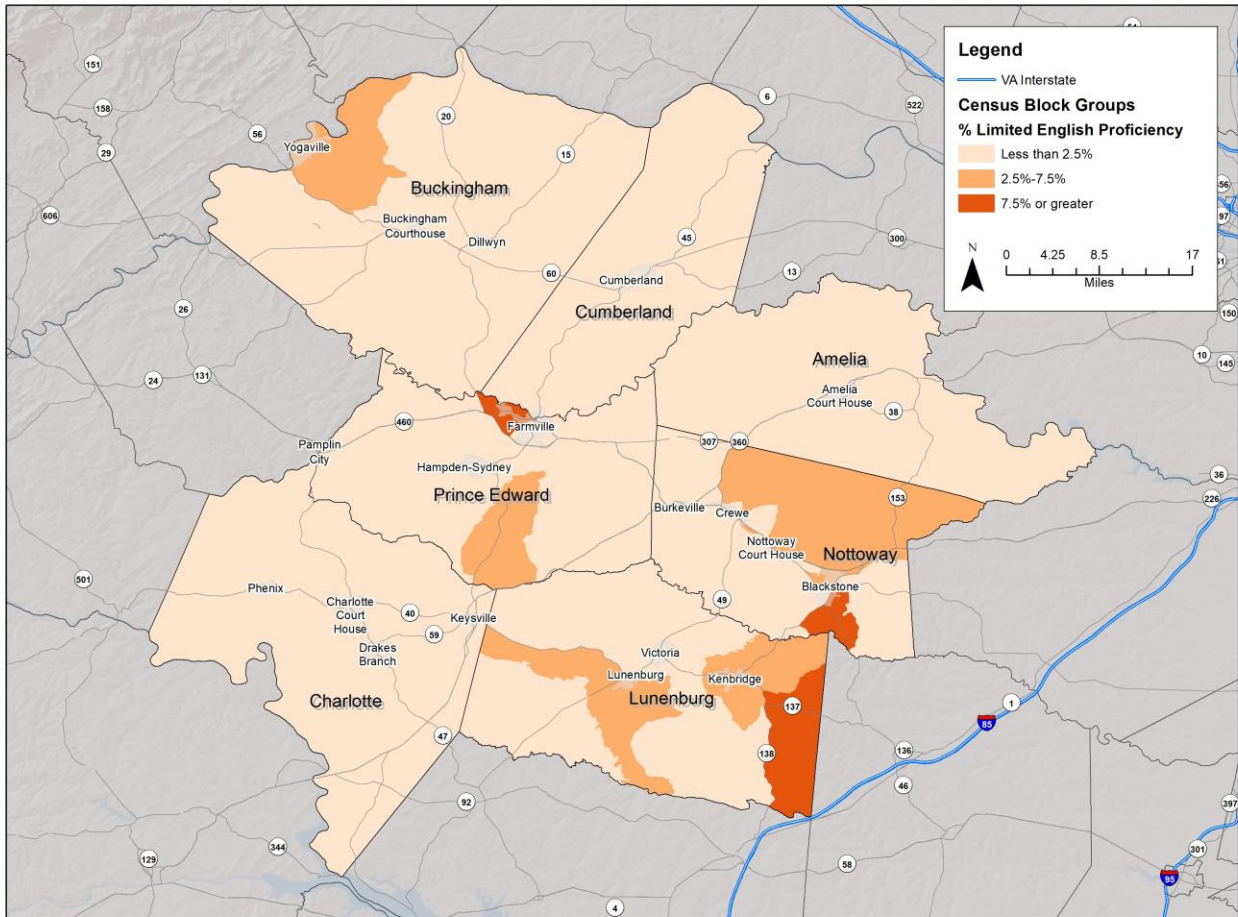 Legend
VA Interstate
Census Block Groups
% Limited English Proficiency
Less than 2.5%
2.5%-7.5%
7.5% or greater
N
0 4.25 8.5 17
Miles
151
158
29
56
606
6
522
20
15
Yogaville
Buckingham
Buckingham
Courthouse
Dillwyn
60
45
300
13
Cumberland
Cumberland
26
24
131
Amelia
Amelia
Court House
38
150
10
145
460
Farmville
Pamplin
City
Hampden-Sydney
Prince Edward
307
360
36
226
153
Burkeville
Crewe
Nottoway
Court House
Nottoway
Blackstone
49
501
Phenix
Charlotte
Court
House
40
59
Keysville
Drakes
Branch
Charlotte
47
Victoria
Lunenburg
Kenbridge
Lunenburg
137
138
1
85
136
46
92
397
301
129
344
58
95
4